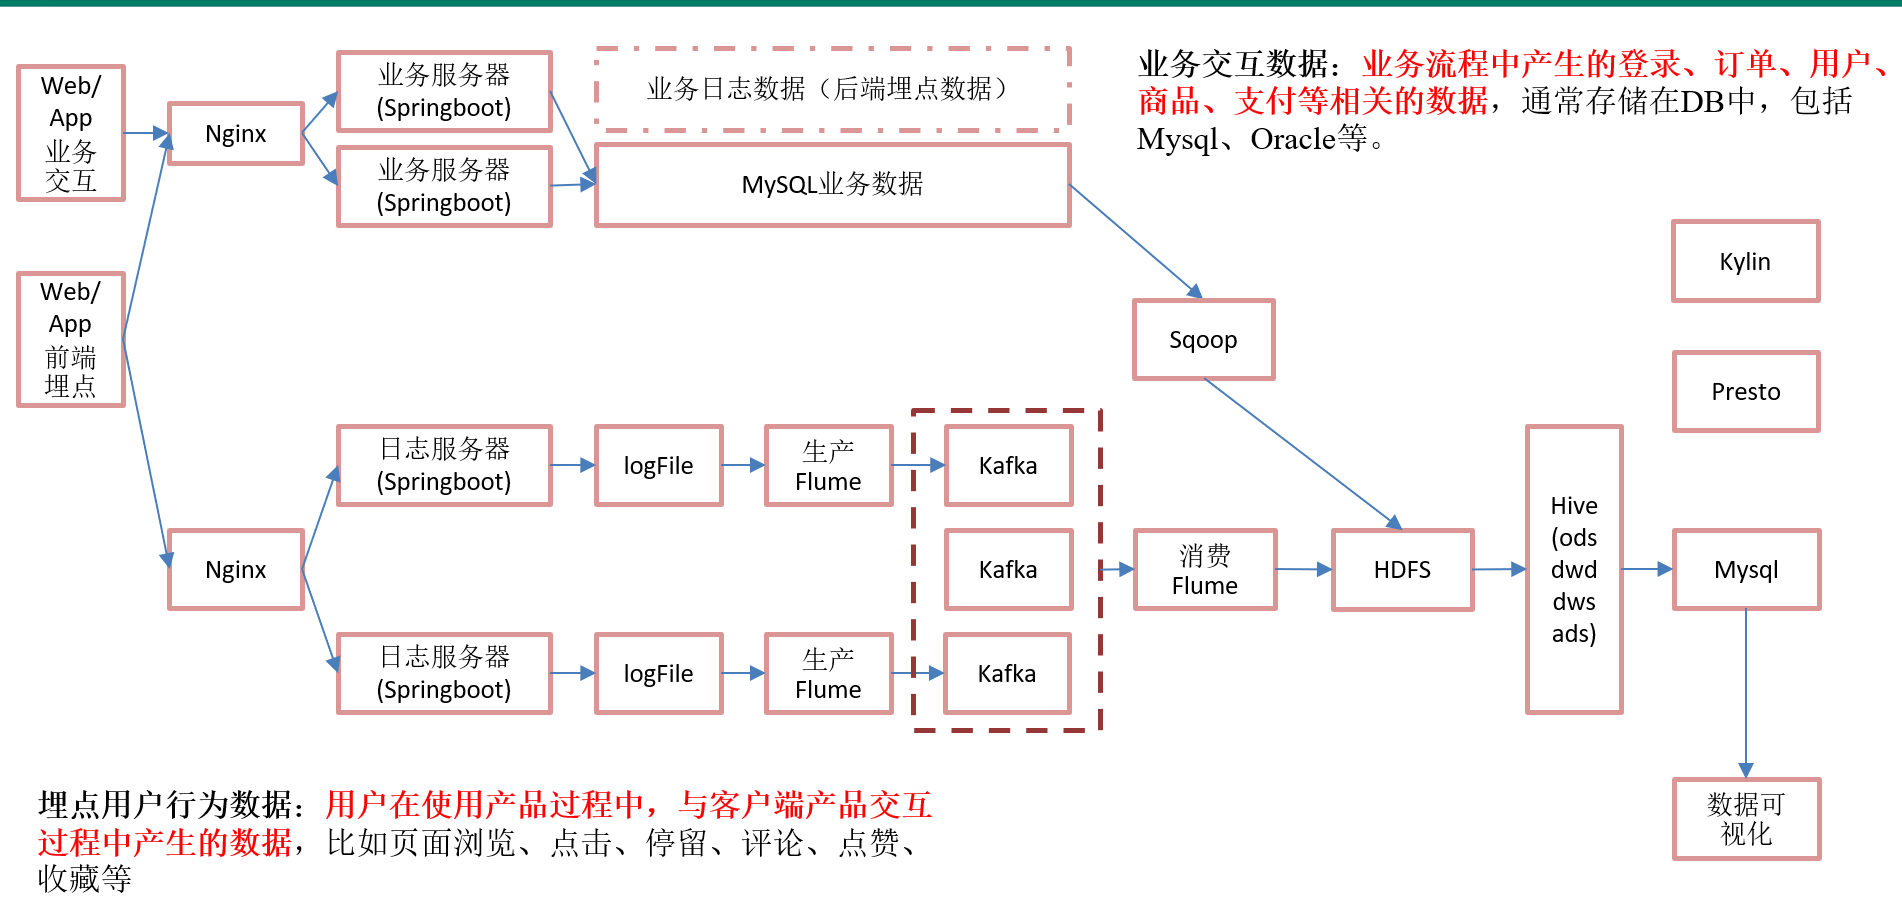 Web/
App
业务
交互
Nginx
业务服务器
(Springboot)
业务服务器
(Springboot)
业务日志数据（后端埋点数据）
MySQL业务数据
业务交互数据：业务流程中产生的登录、订单、用户、
商品、支付等相关的数据，通常存储在DB中，包括
Mysql、Oracle等。
Web/
App
前端
埋点
Sqoop
Kylin
Presto
日志服务器
(Springboot)
logFile
生产
Flume
Kafka
Nginx
Kafka
消费
Flume
HDFS
Hive
(ods
dwd
dws
ads)
Mysql
日志服务器
(Springboot)
logFile
生产
Flume
Kafka
数据可
视化
埋点用户行为数据：用户在使用产品过程中，与客户端产品交互
过程中产生的数据，比如页面浏览、点击、停留、评论、点赞、
收藏等